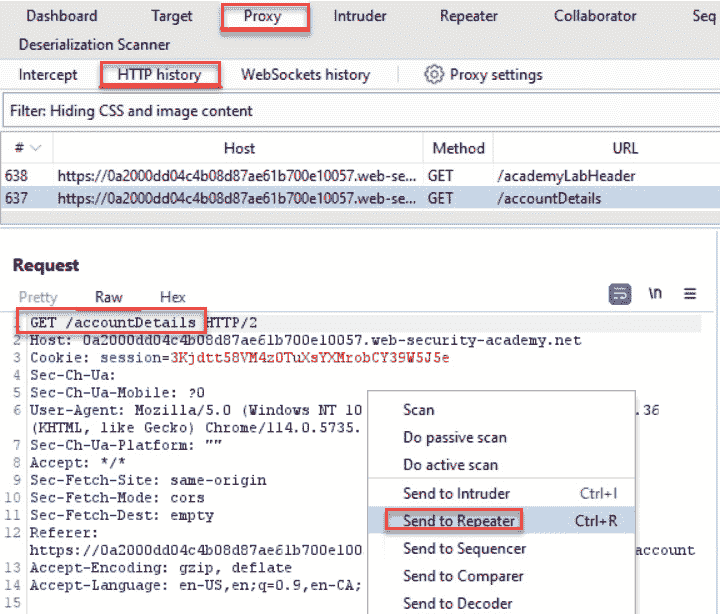 Dashboard Target Proxy Intruder Repeater Collaborator Seq
Deserialization Scanner
Intercept HTTP history WebSockets history Proxy settings
Filter: Hiding CSS and image content
# Host Method URL
638 https://0a2000dd04c4b08d87ae61b700e10057.web-se... GET /academyLabHeader
637 https://0a2000dd04c4b08d87ae61b700e10057.web-se... GET /accountDetails
Request
Pretty Raw Hex \n
1 GET /accountDetails HTTP/2
2 Host: 0a2000dd04c4b08d87ae61b700e10057.web-security-academy.net
3 Cookie: session=3Kjdtt58VM4z0TuXsYXMrobCY39W5J5e
4 Sec-Ch-Ua:
5 Sec-Ch-Ua-Mobile: ?0
6 User-Agent: Mozilla/5.0 (Windows NT 10 .36
(KHTML, like Gecko) Chrome/114.0.5735.
7 Sec-Ch-Ua-Platform: ""
8 Accept: */*
9 Sec-Fetch-Site: same-origin
10 Sec-Fetch-Mode: cors
11 Sec-Fetch-Dest: empty
12 Referer:
https://0a2000dd04c4b08d87ae61b700e100 account
13 Accept-Encoding: gzip, deflate
14 Accept-Language: en-US,en;q=0.9,en-CA;
15
Scan
Do passive scan
Do active scan
Send to Intruder Ctrl+I
Send to Repeater Ctrl+R
Send to Sequencer
Send to Comparer
Send to Decoder